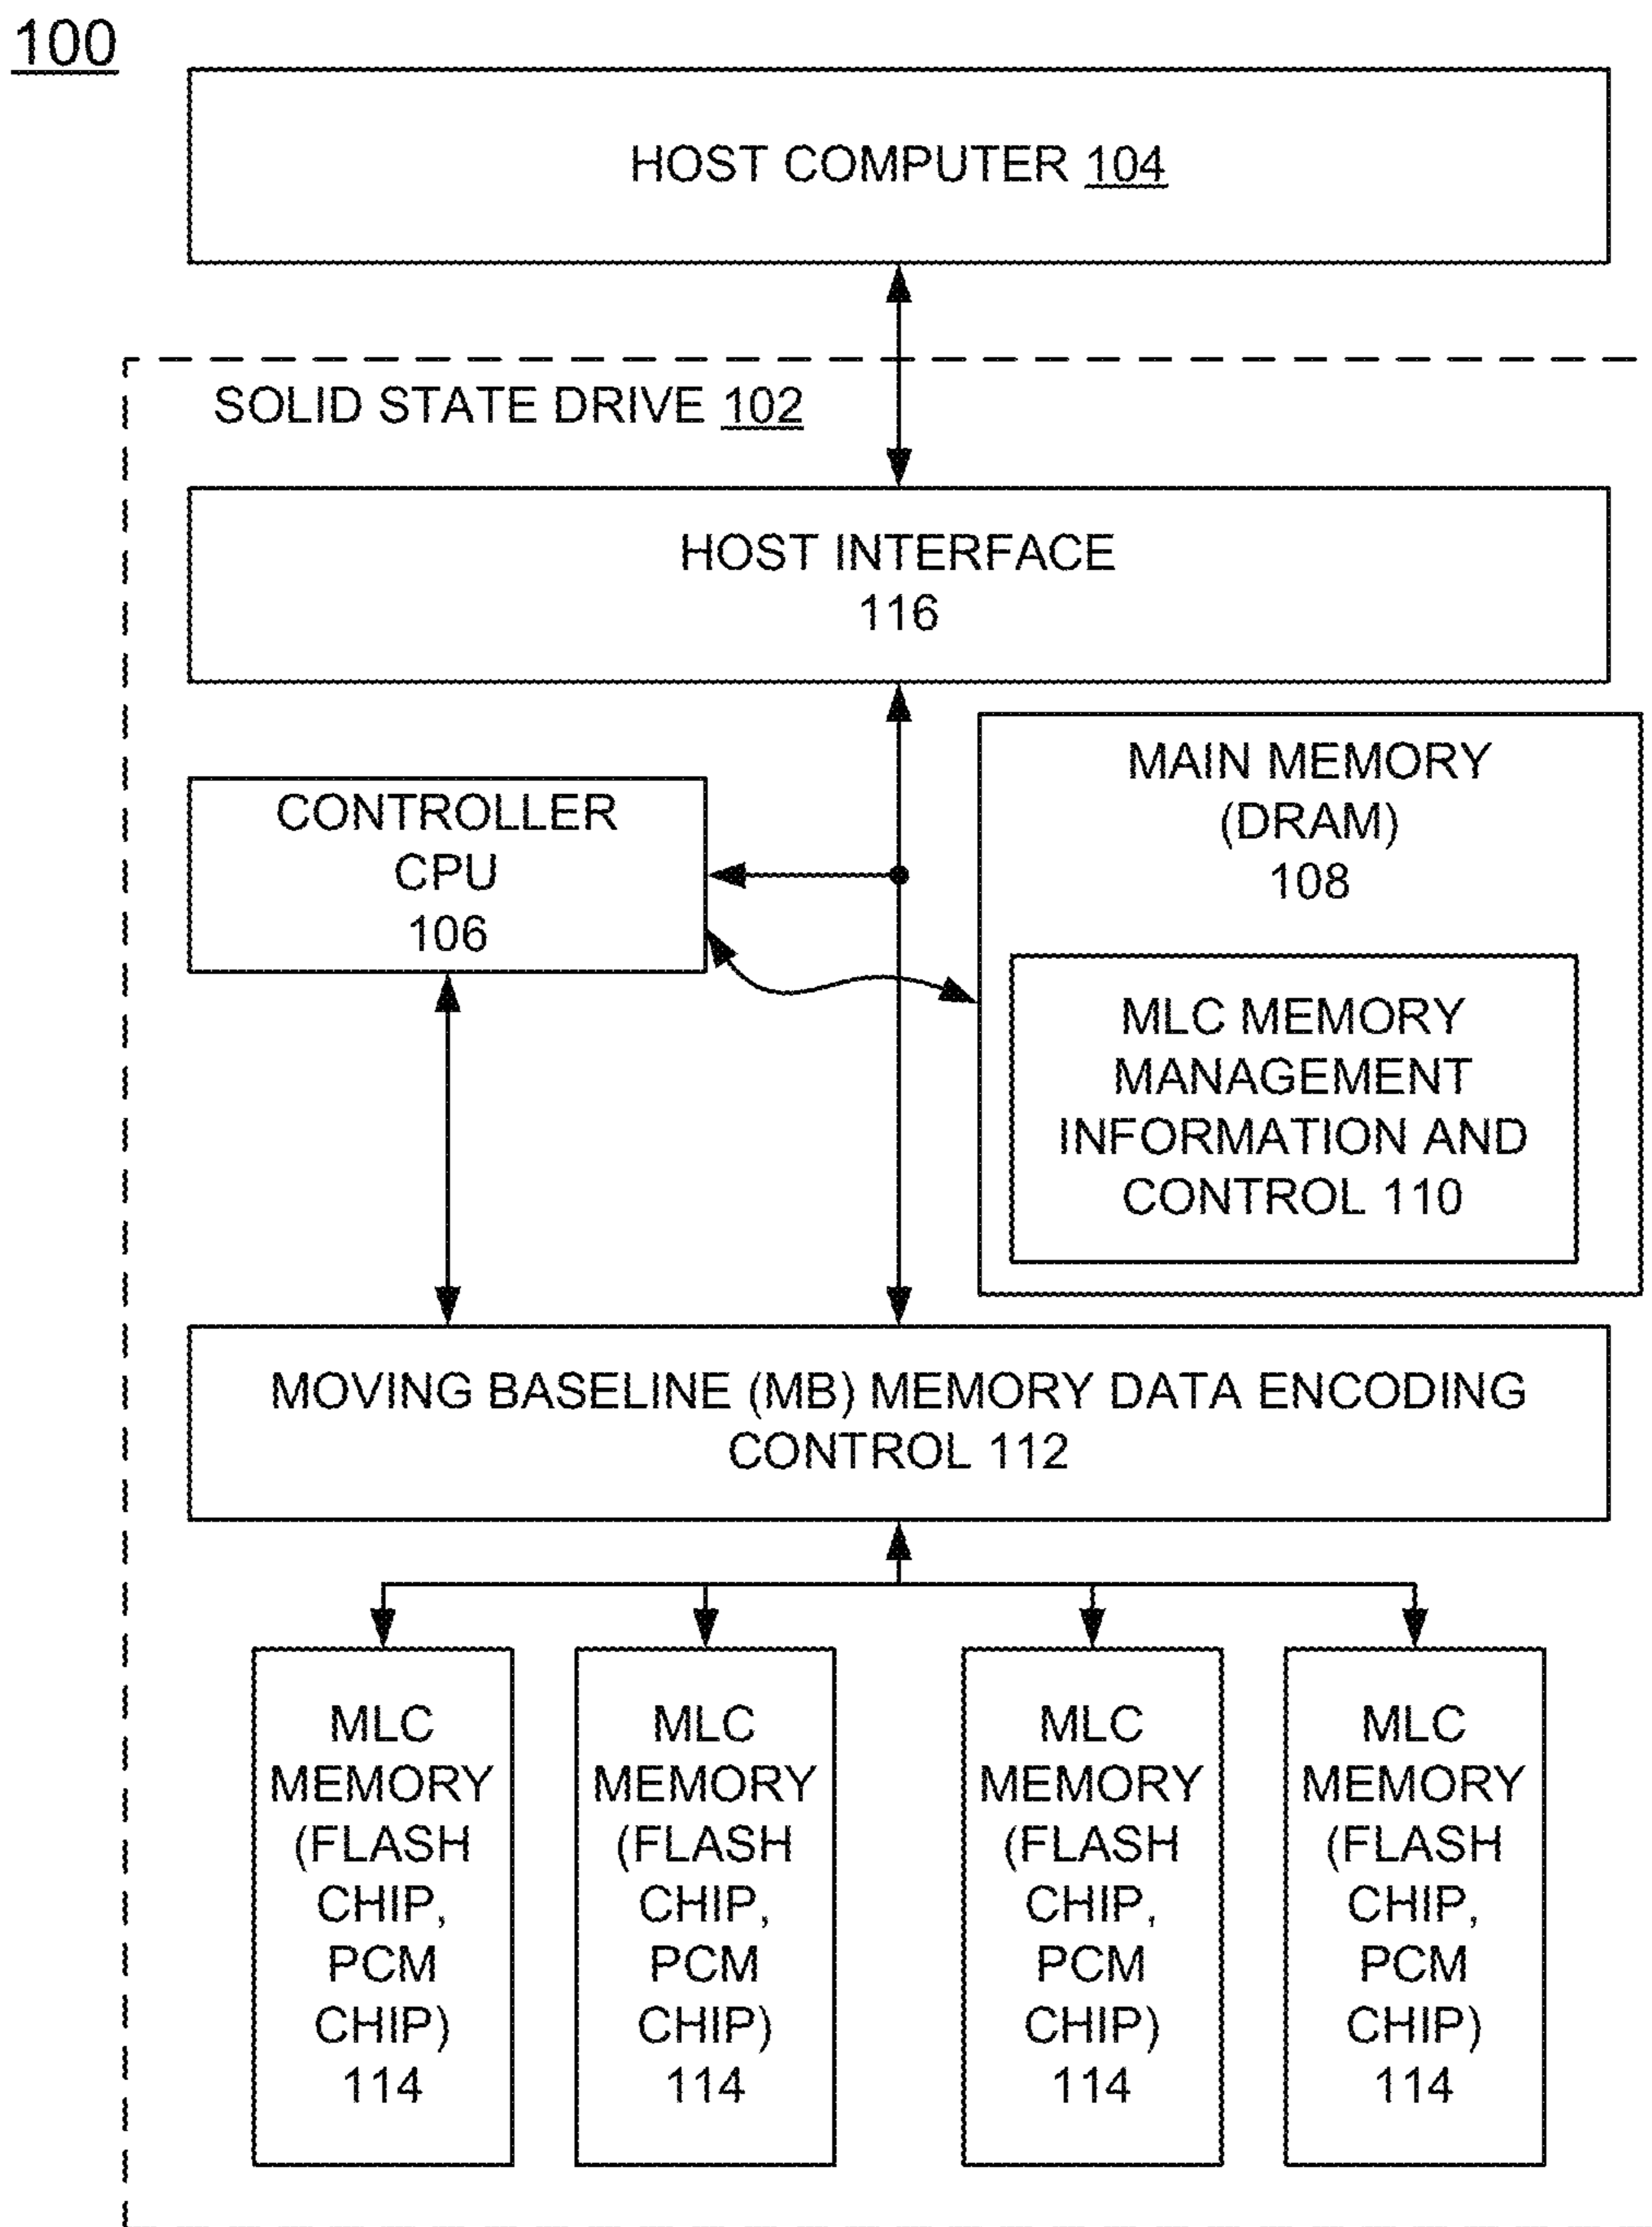 100
HOST COMPUTER 104
SOLID STATE DRIVE 102
HOST INTERFACE
116
CONTROLLER
CPU
106
MAIN MEMORY
(DRAM)
108
MLC MEMORY
MANAGEMENT
INFORMATION AND
CONTROL 110
MOVING BASELINE (MB) MEMORY DATA ENCODING
CONTROL 112
MLC
MEMORY
(FLASH
CHIP,
PCM
CHIP)
114
MLC
MEMORY
(FLASH
CHIP,
PCM
CHIP)
114
MLC
MEMORY
(FLASH
CHIP,
PCM
CHIP)
114
MLC
MEMORY
(FLASH
CHIP,
PCM
CHIP)
114